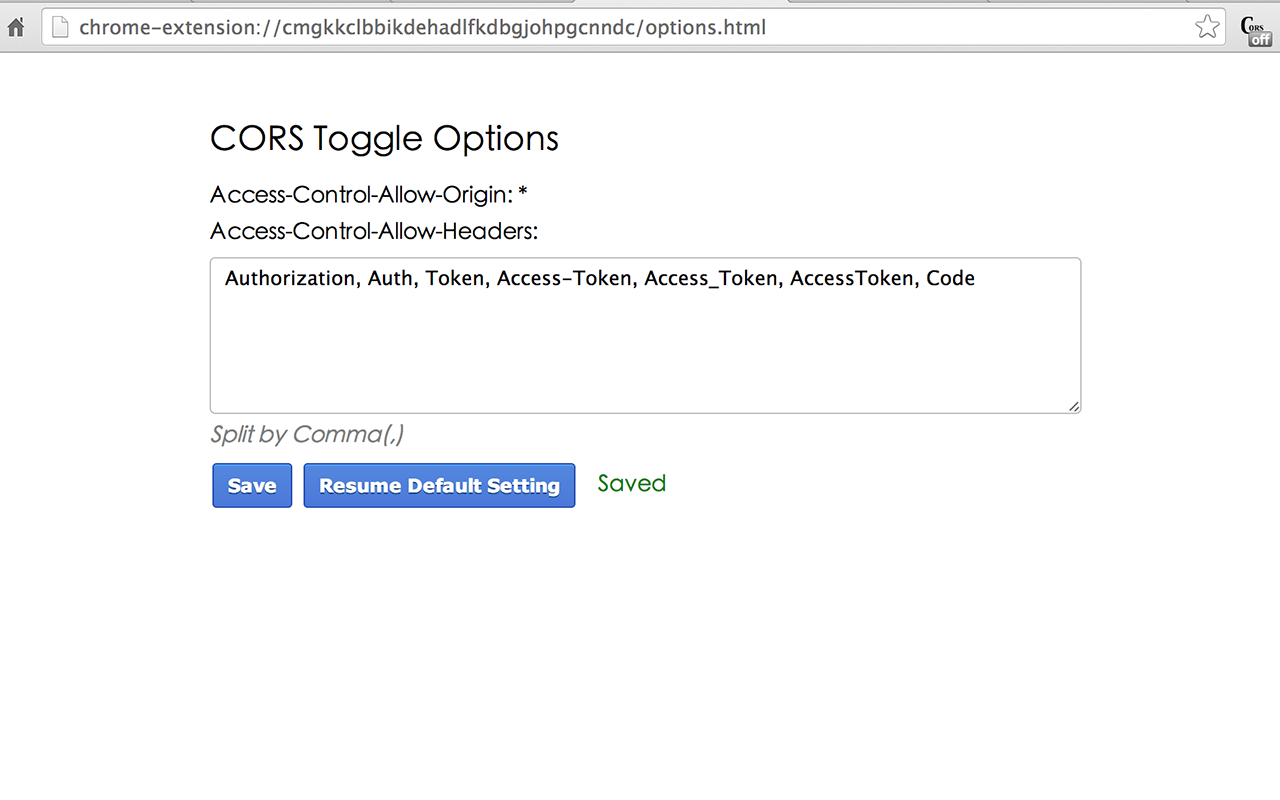 chrome-extension://cmgkkclbbikdehadlfkdbgjohpgcnndc/options.html
CORS
off
CORS Toggle Options
Access-Control-Allow-Origin: *
Access-Control-Allow-Headers:
Authorization, Auth, Token, Access-Token, Access_Token, AccessToken, Code
Split by Comma(,)
Save Resume Default Setting Saved